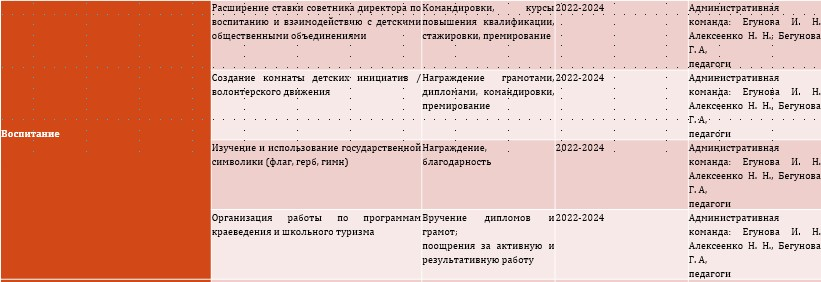 Воспитание
Расширение ставки советника директора по
воспитанию и взаимодействию с детскими
общественными объединениями
Командировки, курсы
повышения квалификации,
стажировки, премирование
2022-2024
Административная
команда: Егунова И. Н.
Алексеенко Н. Н.; Бегунова
Г. А,
педагоги
Создание комнаты детских инициатив /
волонтерского движения
Награждение грамотами,
дипломами, командировки,
премирование
2022-2024
Административная
команда: Егунова И. Н.
Алексеенко Н. Н., Бегунова
Г. А,
педагоги
Изучение и использование государственной
символики (флаг, герб, гимн)
Награждение,
благодарность
2022-2024
Административная
команда: Егунова И. Н.
Алексеенко Н. Н., Бегунова
Г. А,
педагоги
Организация работы по программам
краеведения и школьного туризма
Вручение дипломов и
грамот;
поощрения за активную и
результативную работу
2022-2024
Административная
команда: Егунова И. Н.
Алексеенко Н. Н., Бегунова
Г. А,
педагоги